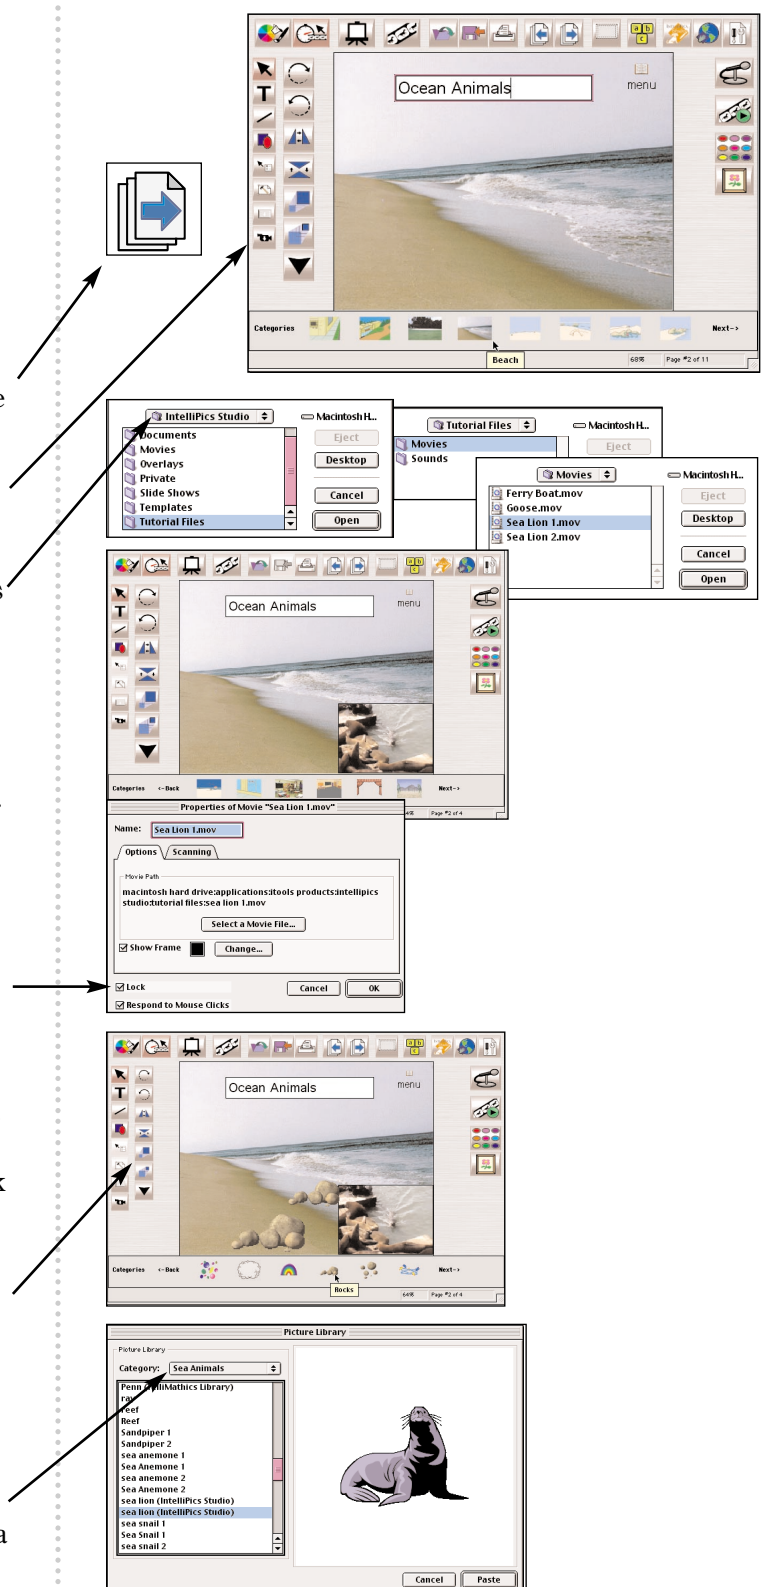 a b
c
Ocean Animals
menu
Categories
Next->
Beach
68%
Page #2 of 11
e
IntelliPics Studio
Macintosh H...
Documents
Movies
Overlays
Private
Slide Shows
Templates
Tutorial Files
Eject
Desktop
Cancel
Open
Tutorial Files
Macintosh H...
Movies
Sounds
Eject
Movies
Macintosh H...
Ferry Boat.mov
Goose.mov
Sea Lion 1.mov
Sea Lion 2.mov
Eject
Desktop
Cancel
Open
s
Ocean Animals
menu
Categories
<-Back
Next->
Page #2 of 4
Properties of Movie "Sea Lion 1.mov"
Name: Sea Lion 1.mov
Options
Scanning
Movie Path
macintosh hard drive:applications:itools products:intellipics
studio:tutorial files:sea lion 1.mov
Select a Movie File...
Show Frame
Change...
Lock
Cancel
OK
Respond to Mouse Clicks
a b
c
Ocean Animals
menu
k
Categories
<-Back
Next->
Rocks
64%
Page #2 of 4
Picture Library
Picture Library
Category: Sea Animals
reef
Reef
Sandpiper 1
Sandpiper 2
sea anemone 1
Sea Anemone 1
sea anemone 2
Sea Anemone 2
sea lion (IntelliPics Studio)
sea lion (IntelliPics Studio)
sea snail 1
Sea Snail 1
sea snail 2
a
Cancel
Paste